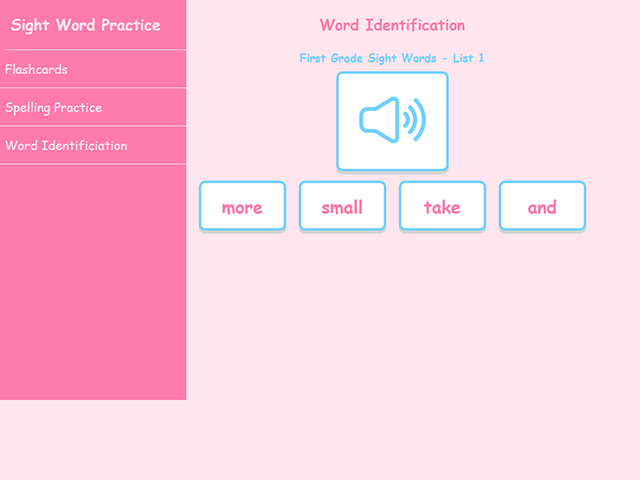 Sight Word Practice
Flashcards
Spelling Practice
Word Identificiation
Word Identification
First Grade Sight Words - List 1
more
small
take
and